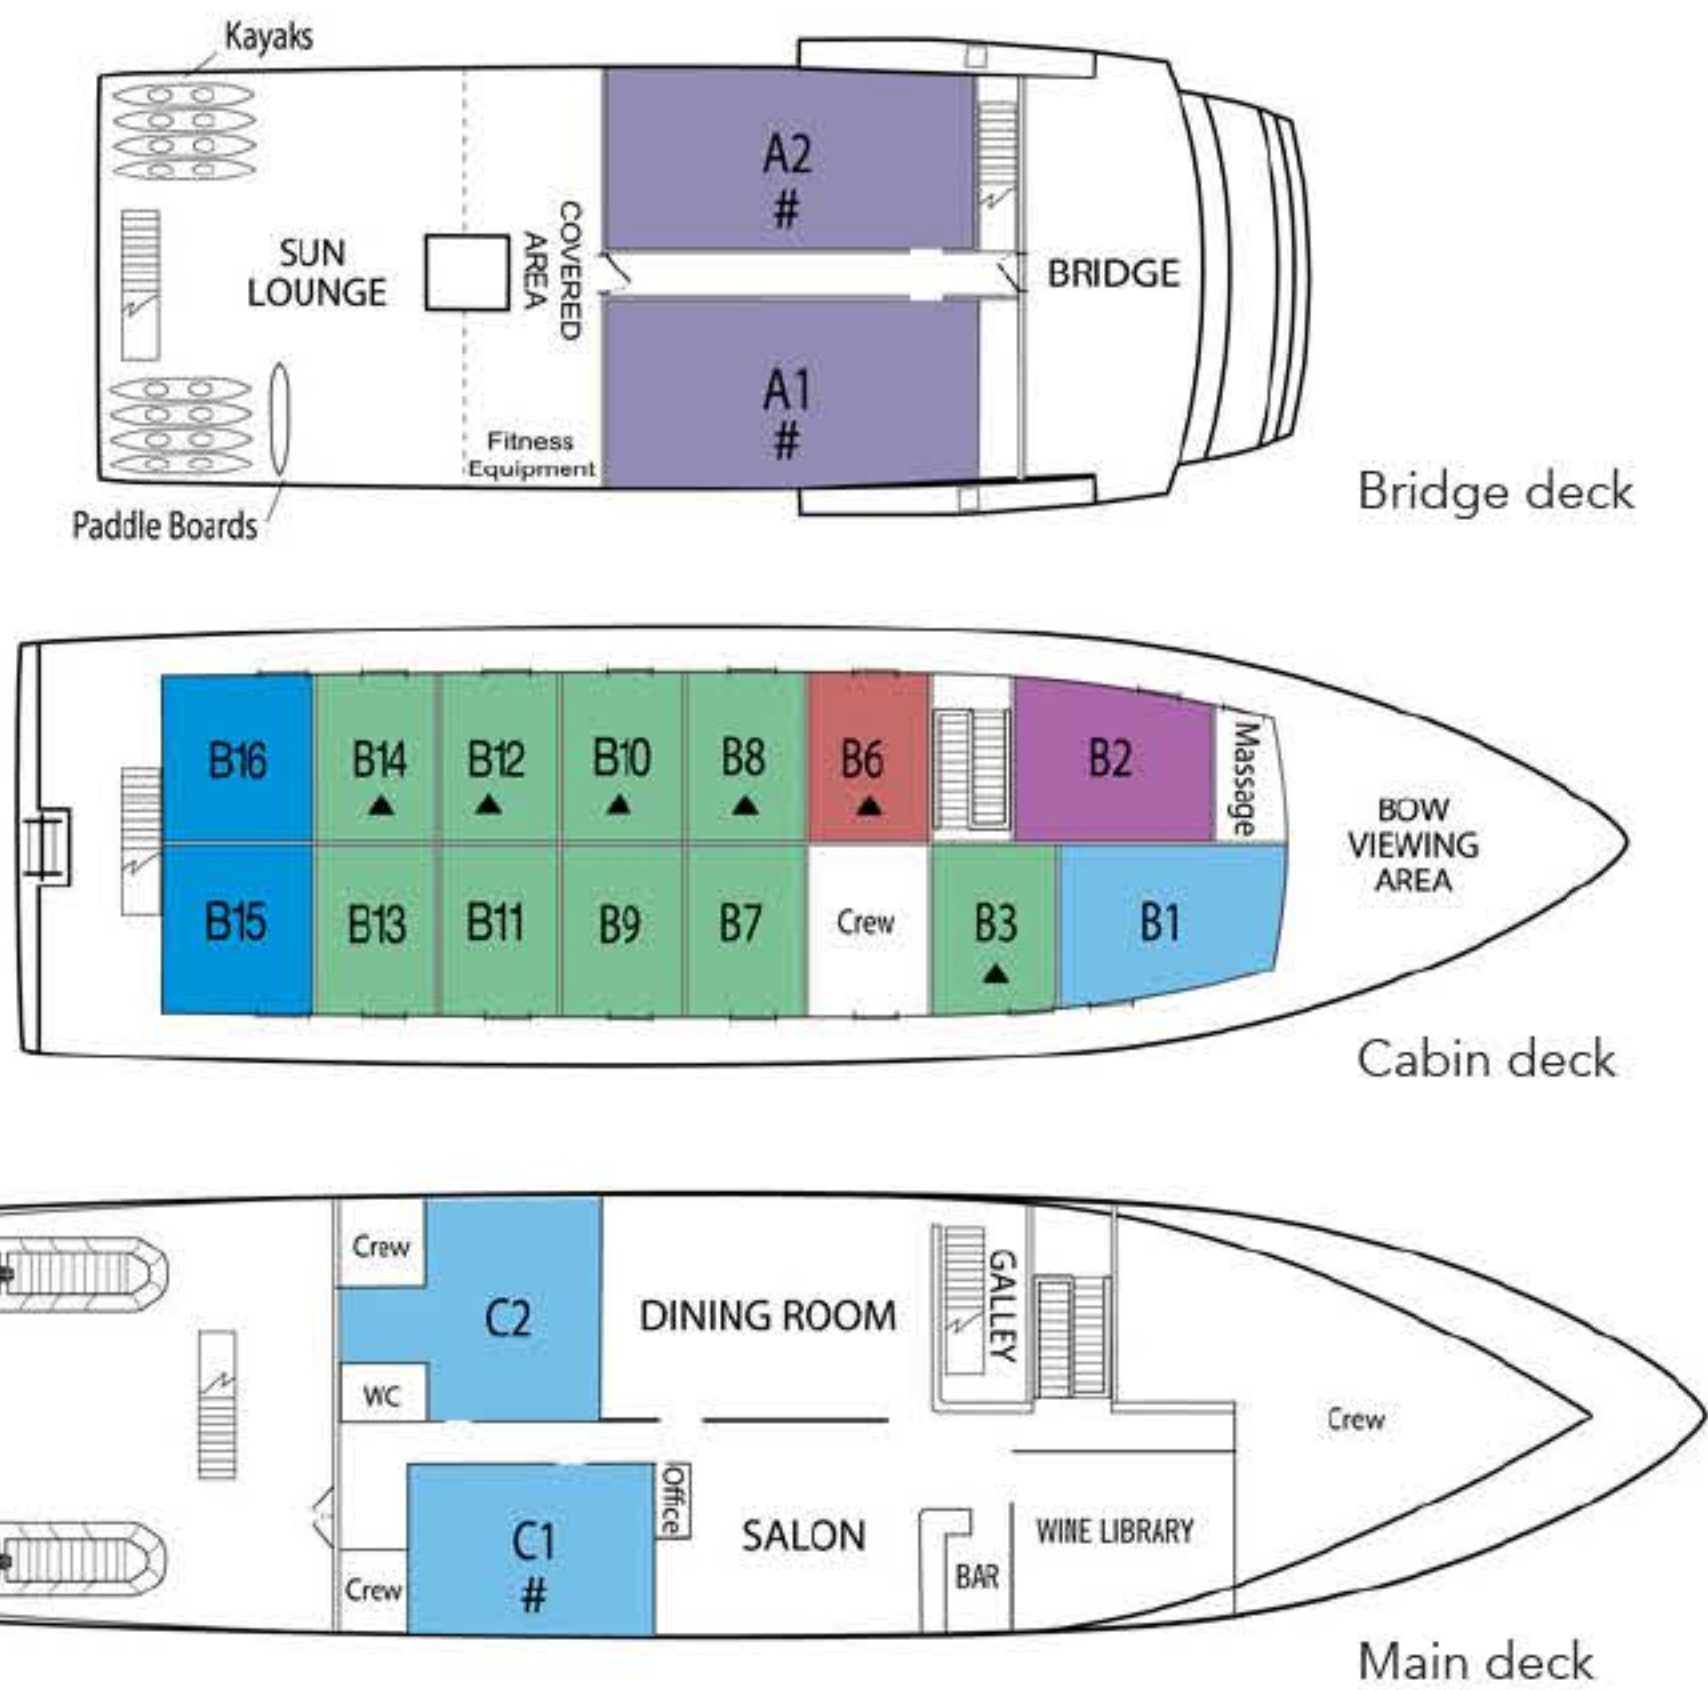 Kayaks
A2
#
SUN
LOUNGE
COVERED
AREA
BRIDGE
A1
#
Fitness
Equipment
Paddle Boards
Bridge deck
B16
B14
▲
B12
▲
B10
▲
B8
▲
B6
▲
B2
Massage
BOW
VIEWING
AREA
B15
B13
B11
B9
B7
Crew
B3
▲
B1
Cabin deck
Crew
C2
DINING ROOM
GALLEY
WC
Crew
Office
C1
#
SALON
WINE LIBRARY
BAR
Crew
Main deck